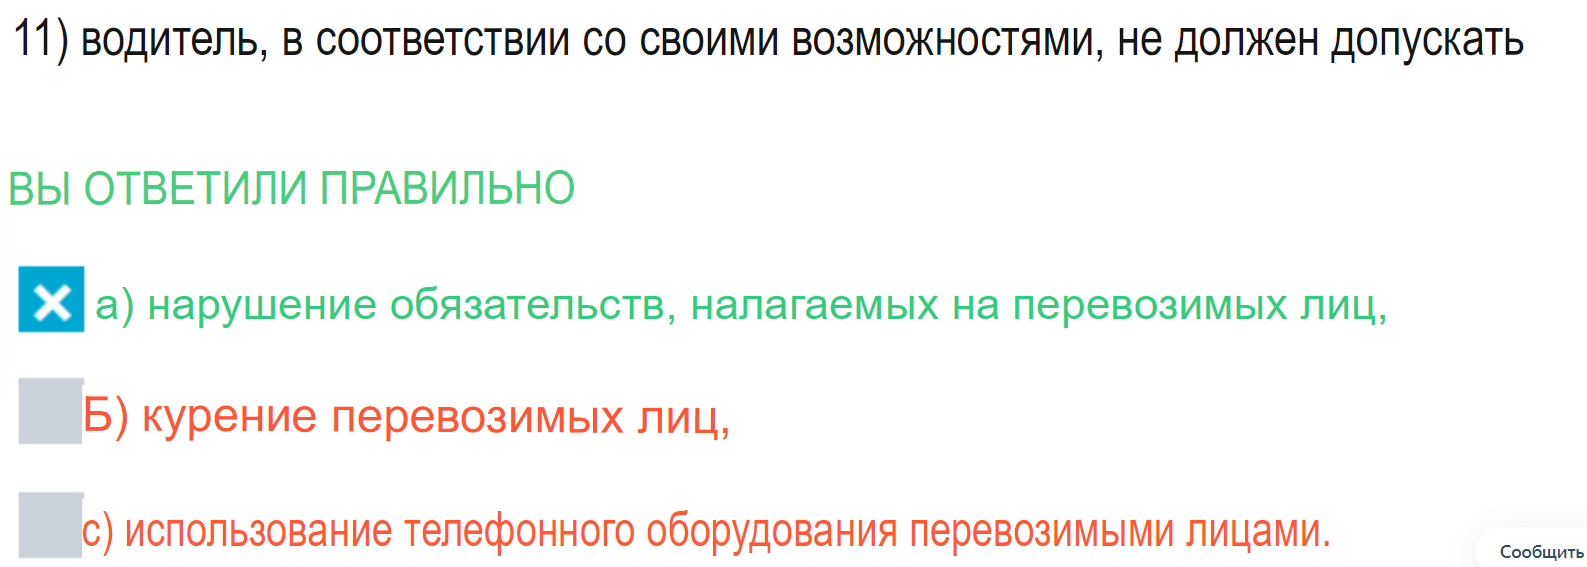 11) водитель, в соответствии со своими возможностями, не должен допускать
ВЫ ОТВЕТИЛИ ПРАВИЛЬНО
а) нарушение обязательств, налагаемых на перевозимых лиц,
Б) курение перевозимых лиц,
с) использование телефонного оборудования перевозимыми лицами.
Сообщить